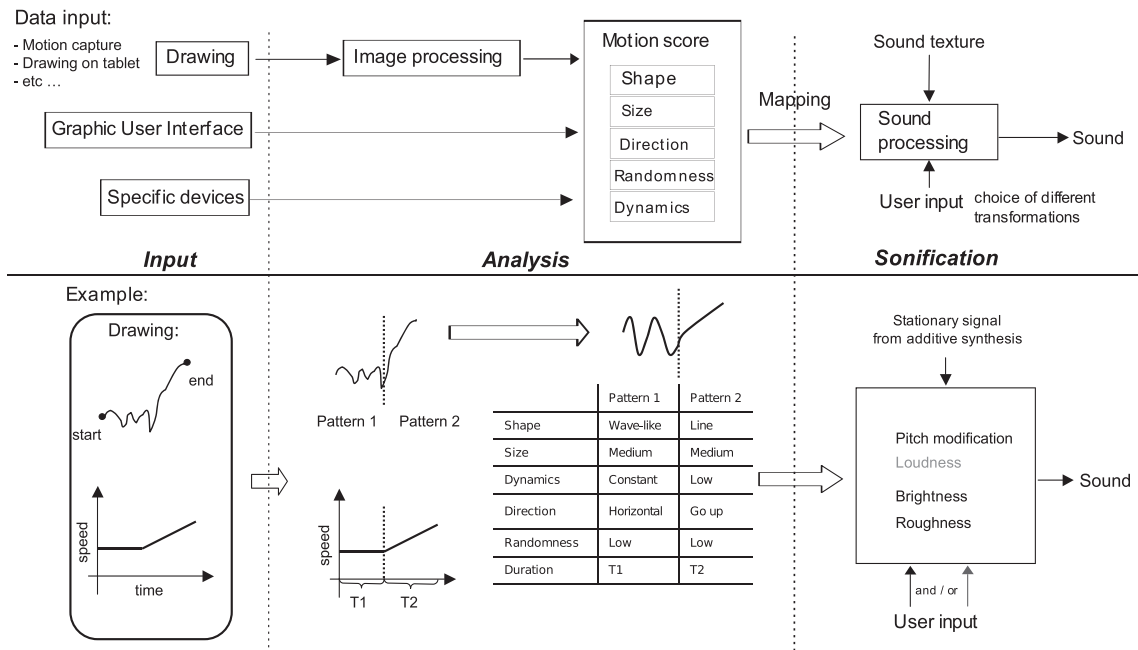 Data input:
- Motion capture
- Drawing on tablet
- etc ...
Drawing
Image processing
Graphic User Interface
Specific devices
Motion score
Shape
Size
Direction
Randomness
Dynamics
Mapping
Sound texture
Sound
processing
Sound
User input
choice of different
transformations
Input
Analysis
Sonification
Example:
Drawing:
start
end
speed
time
Pattern 1
Pattern 2
speed
T1
T2
Pattern 1 Pattern 2
Shape Wave-like Line
Size Medium Medium
Dynamics Constant Low
Direction Horizontal Go up
Randomness Low Low
Duration T1 T2
Stationary signal
from additive synthesis
Pitch modification
Loudness
Brightness
Roughness
Sound
and / or
User input